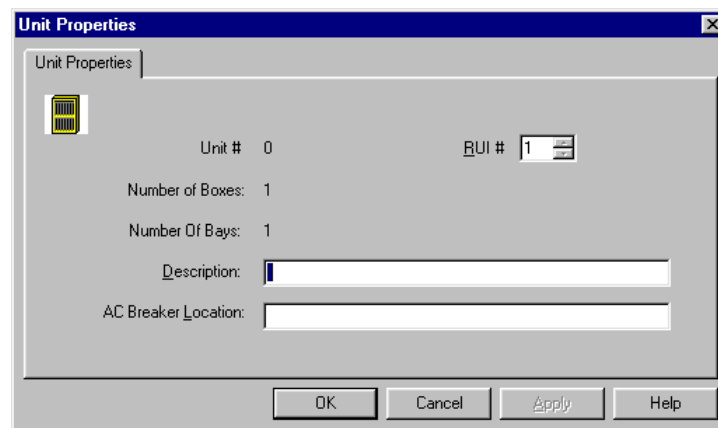 Unit Properties
Unit Properties
Unit # 0 RUI # 1
Number of Boxes: 1
Number Of Bays: 1
Description:
AC Breaker Location:
OK Cancel Apply Help